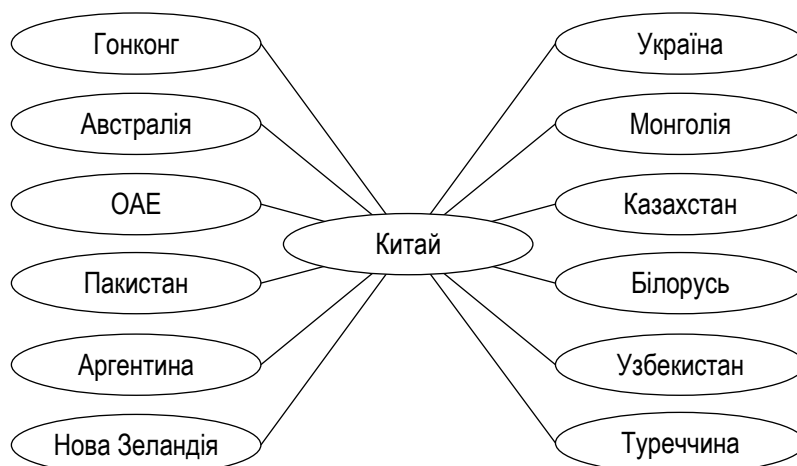 Гонконг
Україна
Австралія
Монголія
ОАЕ
Казахстан
Китай
Пакистан
Білорусь
Аргентина
Узбекистан
Нова Зеландія
Туреччина